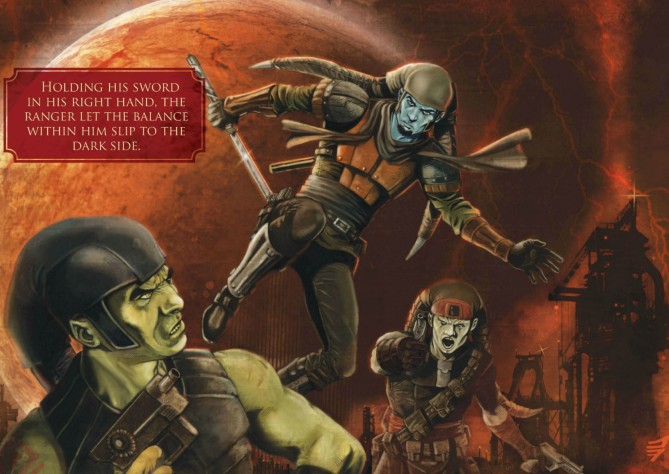 Holding his sword
in his right hand, the
ranger let the balance
within him slip to the
dark side.